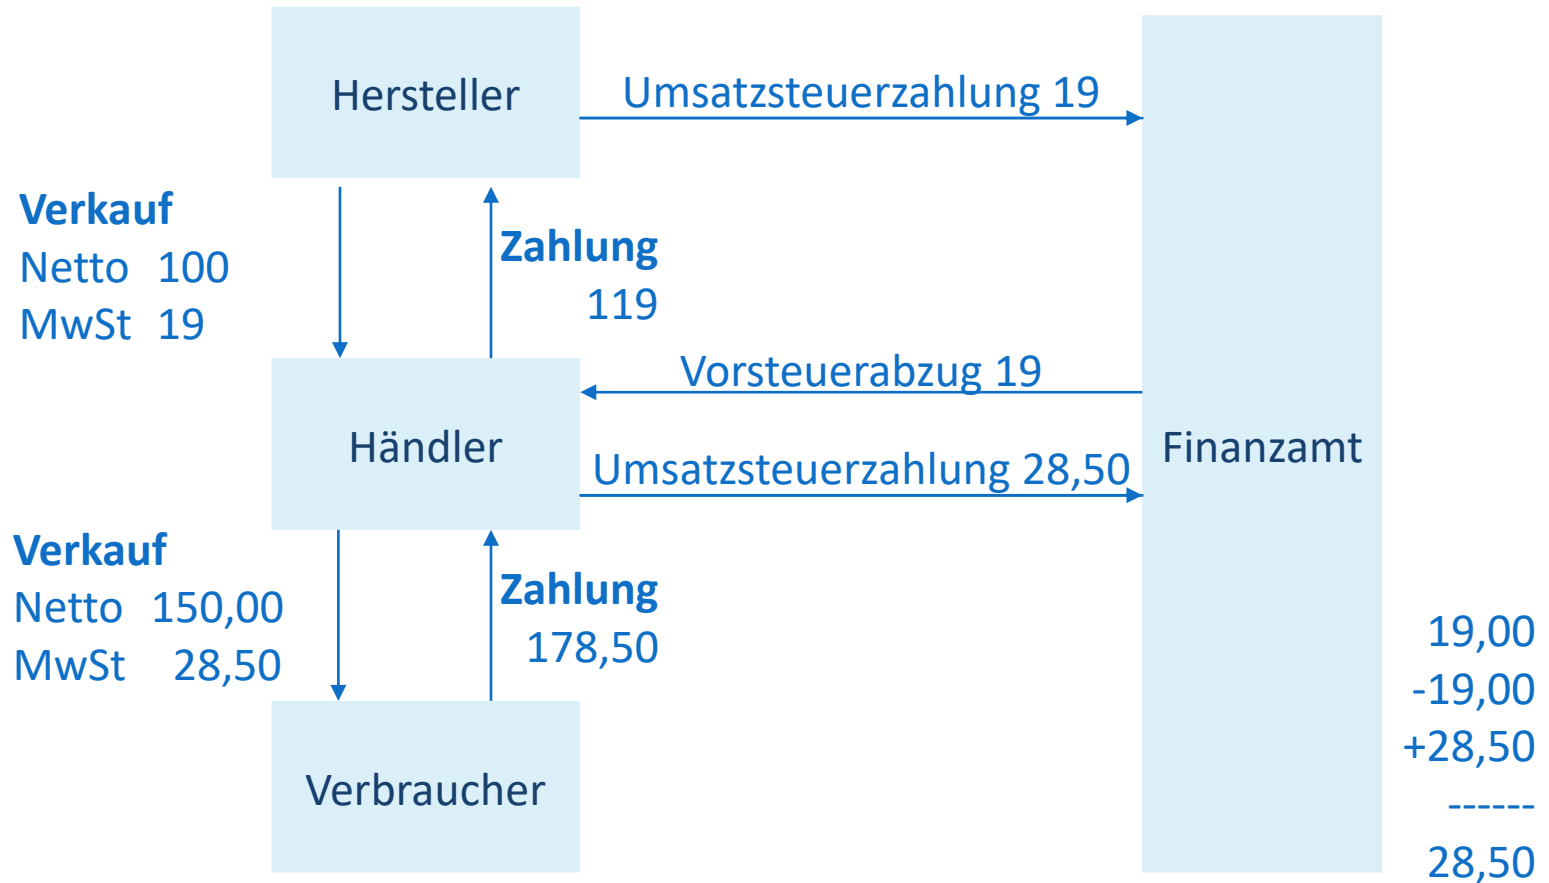 Hersteller
Umsatzsteuerzahlung 19
Verkauf
Netto 100
MwSt 19
Zahlung
119
Vorsteuerabzug 19
Händler
Umsatzsteuerzahlung 28,50
Finanzamt
Verkauf
Netto 150,00
MwSt 28,50
Zahlung
178,50
Verbraucher
19,00
-19,00
+28,50
------
28,50